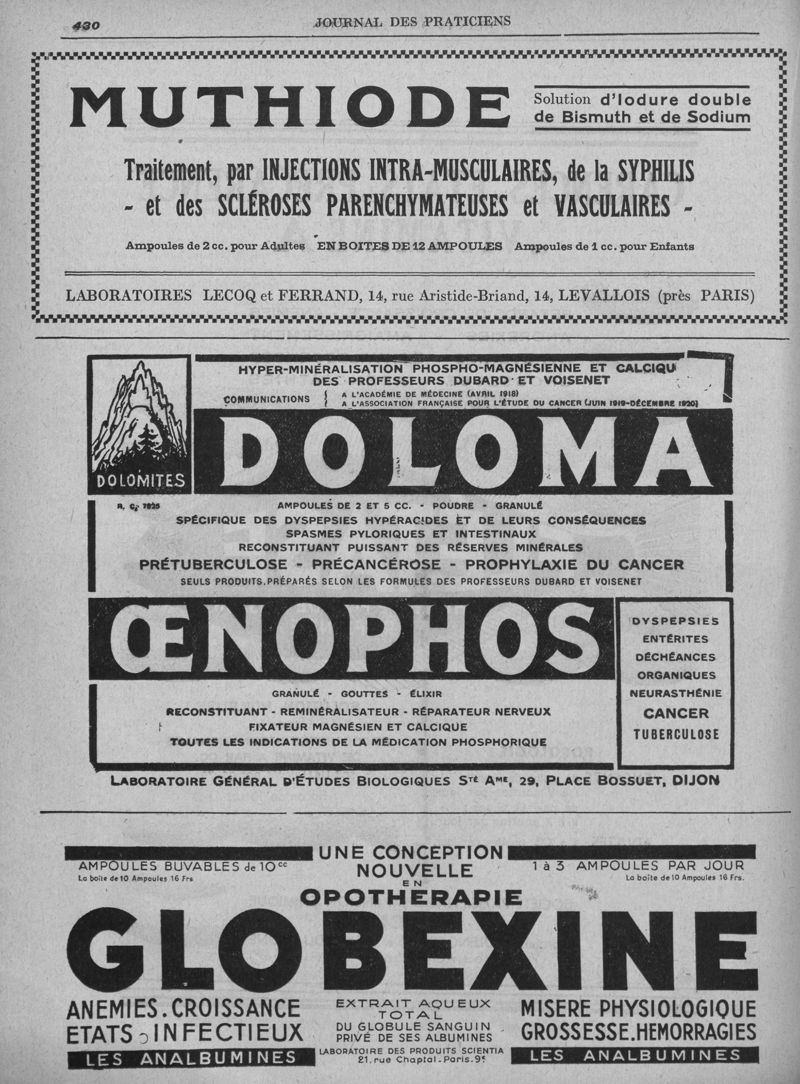 430
JOURNAL DES PRATICIENS
MUTHIODE
Solution d'Iodure double
de Bismuth et de Sodium
Traitement, par INJECTIONS INTRA-MUSCULAIRES, de la SYPHILIS
- et des SCLÉROSES PARENCHYMATEUSES et VASCULAIRES -
Ampoules de 2 cc. pour Adultes EN BOITES DE 12 AMPOULES Ampoules de 1 cc. pour Enfants
LABORATOIRES LECOQ et FERRAND, 14, rue Aristide-Briand, 14, LEVALLOIS (près PARIS)
DOLOMITES
HYPER-MINÉRALISATION PHOSPHO-MAGNÉSIENNE ET CALCIQU
DES PROFESSEURS DUBARD ET VOISENET
COMMUNICATIONS
A L'ACADÉMIE DE MÉDECINE (AVRIL 1918)
A L'ASSOCIATION FRANÇAISE POUR L'ÉTUDE DU CANCER (JUIN 1919-DÉCEMBRE 1920)
DOLOMA
R. C. 7825
AMPOULES DE 2 ET 5 CC. - POUDRE - GRANULÉ
SPÉCIFIQUE DES DYSPEPSIES HYPÉRACIDES ET DE LEURS CONSÉQUENCES
SPASMES PYLORIQUES ET INTESTINAUX
RECONSTITUANT PUISSANT DES RÉSERVES MINÉRALES
PRÉTUBERCULOSE - PRÉCANCÉROSE - PROPHYLAXIE DU CANCER
SEULS PRODUITS PRÉPARÉS SELON LES FORMULES DES PROFESSEURS DUBARD ET VOISENET
ŒNOPHOS
GRANULÉ - GOUTTES - ÉLIXIR
RECONSTITUANT - REMINÉRALISATEUR - RÉPARATEUR NERVEUX
FIXATEUR MAGNÉSIEN ET CALCIQUE
TOUTES LES INDICATIONS DE LA MÉDICATION PHOSPHORIQUE
DYSPEPSIES
ENTÉRITES
DÉCHÉANCES
ORGANIQUES
NEURASTHÉNIE
CANCER
TUBERCULOSE
LABORATOIRE GÉNÉRAL D'ÉTUDES BIOLOGIQUES STÉ AME, 29, PLACE BOSSUET, DIJON
UNE CONCEPTION
NOUVELLE
EN
OPOTHERAPIE
AMPOULES BUVABLES de 10cc
La boîte de 10 Ampoules 16 Frs
1 à 3 AMPOULES PAR JOUR
La boîte de 10 Ampoules 16 Frs.
GLOBEXINE
ANEMIES.CROISSANCE
ETATS INFECTIEUX
LES ANALBUMINES
EXTRAIT AQUEUX
TOTAL
DU GLOBULE SANGUIN
PRIVÉ DE SES ALBUMINES
LABORATOIRE DES PRODUITS SCIENTIA
21.rue Chaptal.Paris.9e
MISERE PHYSIOLOGIQUE
GROSSESSE.HEMORRAGIES
LES ANALBUMINES